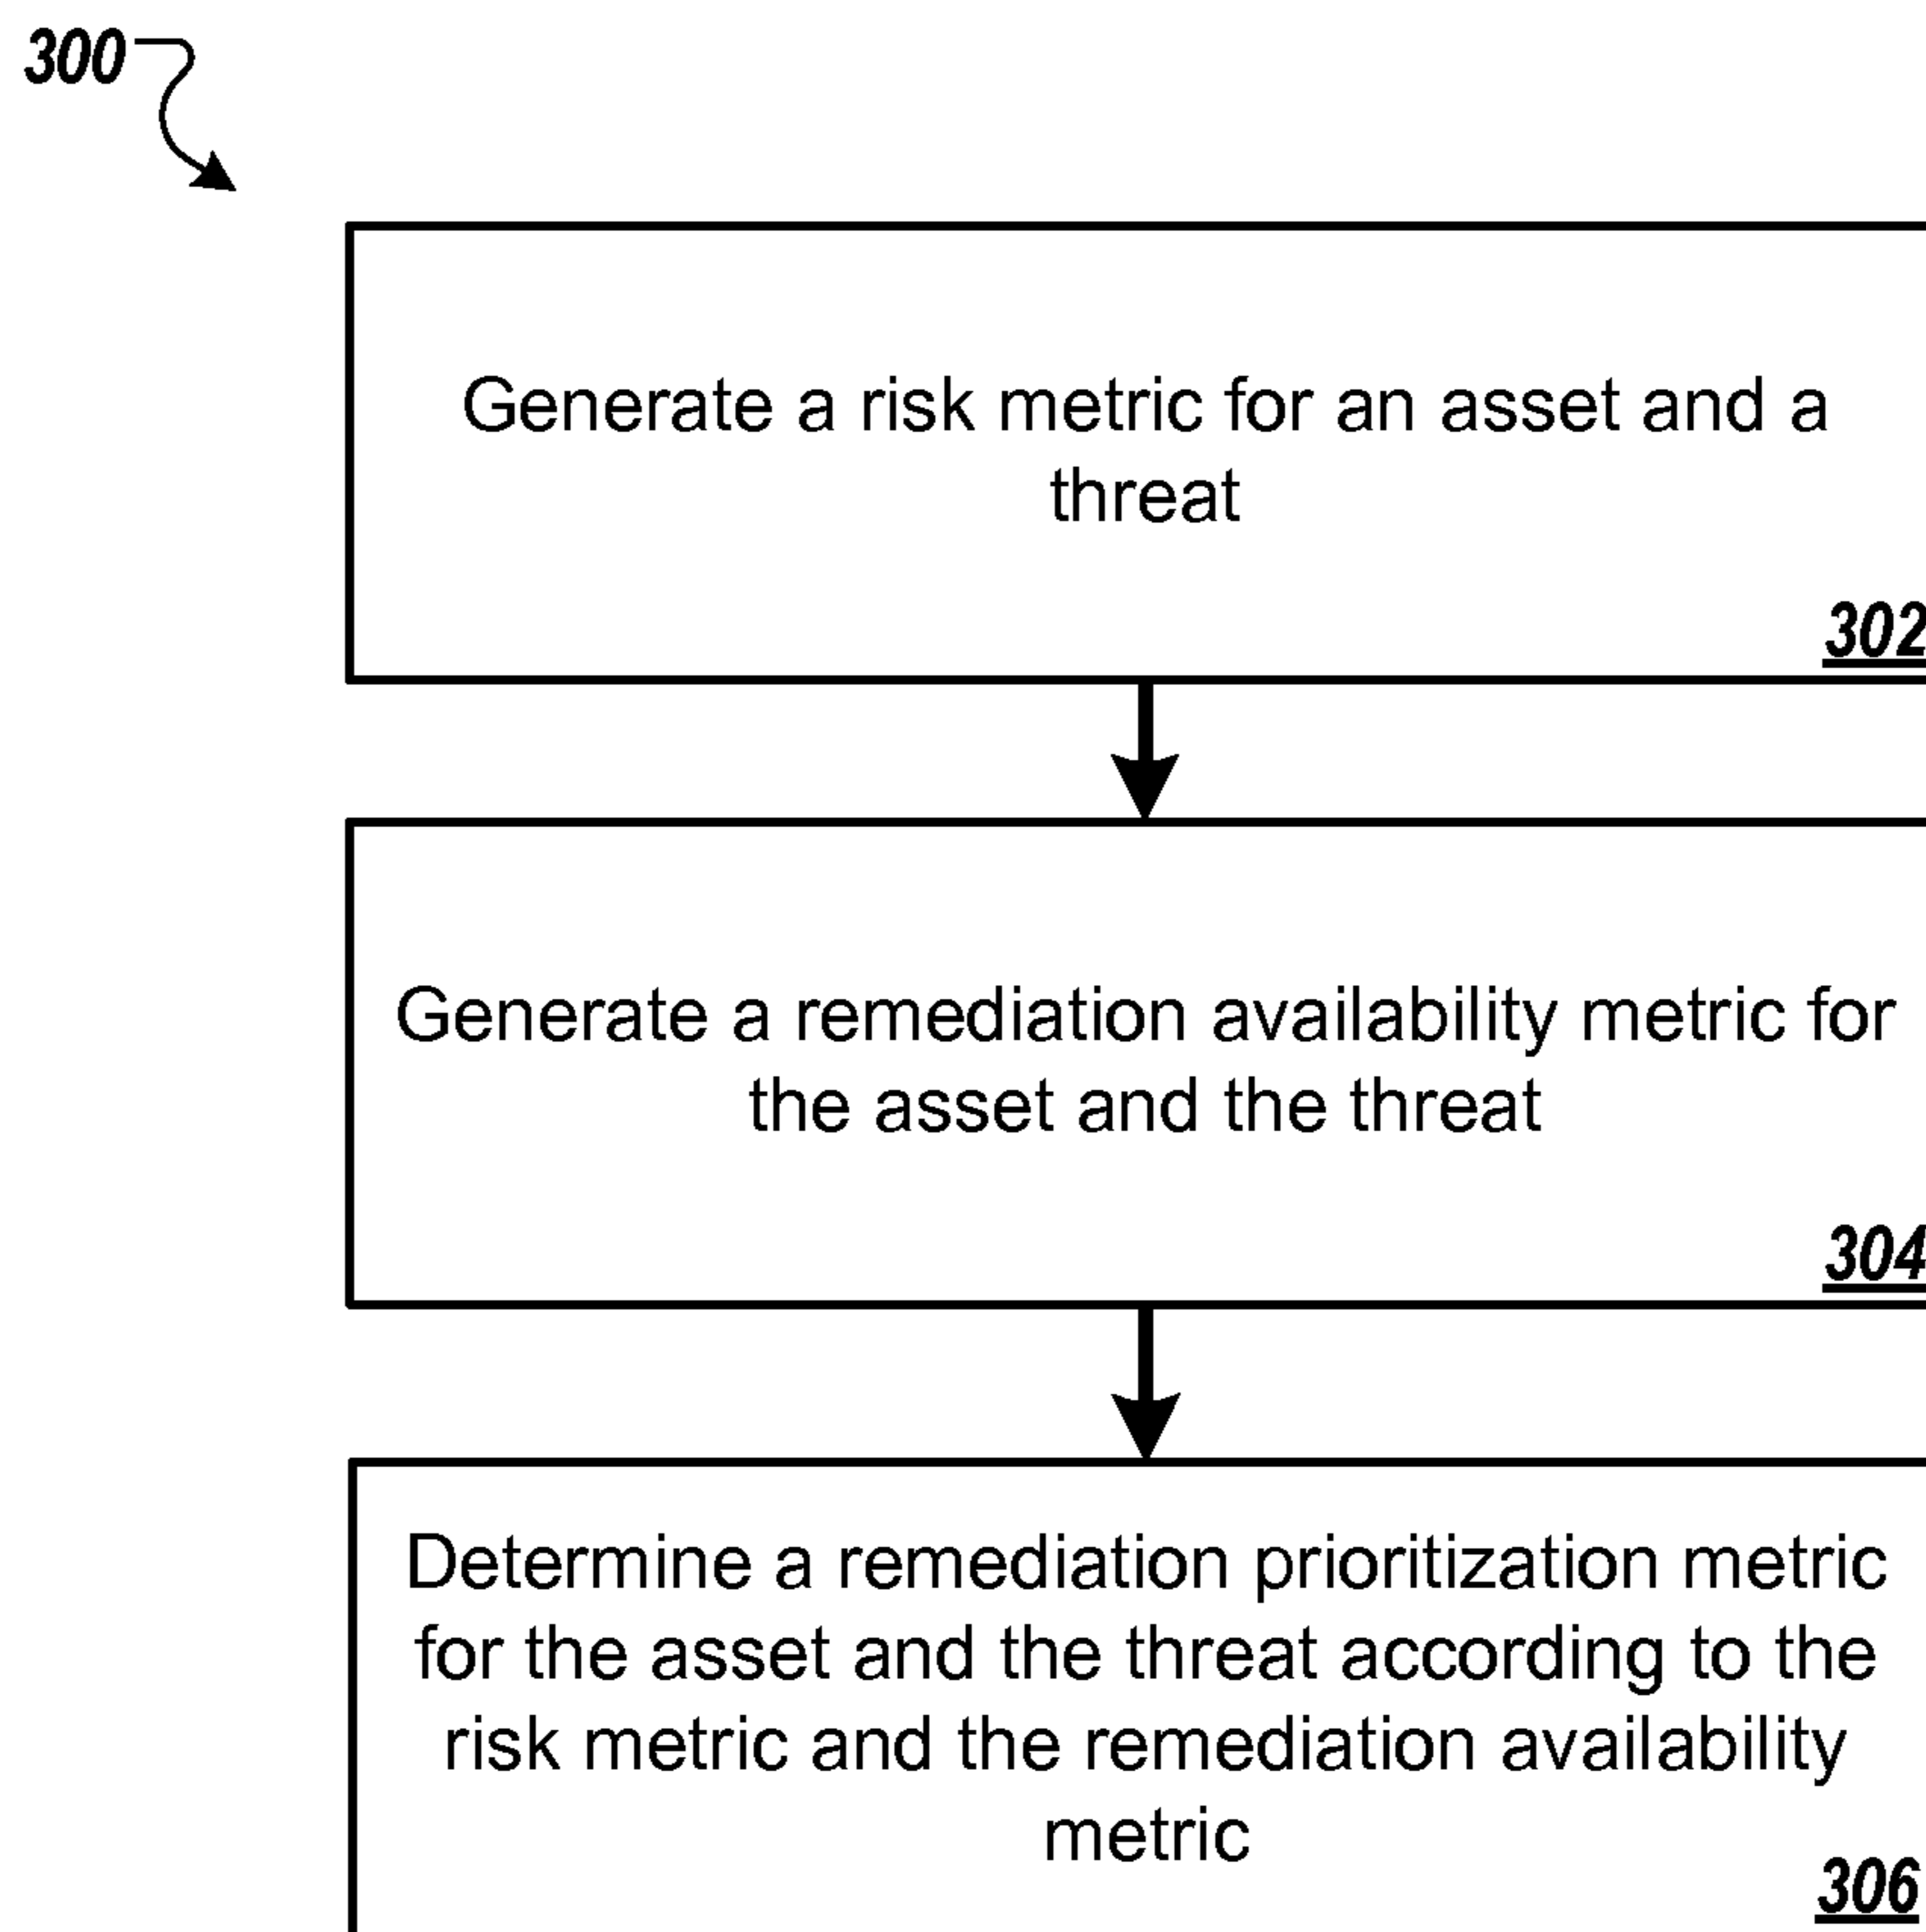 300
Generate a risk metric for an asset and a
threat
302
Generate a remediation availability metric for
the asset and the threat
304
Determine a remediation prioritization metric
for the asset and the threat according to the
risk metric and the remediation availability
metric
306